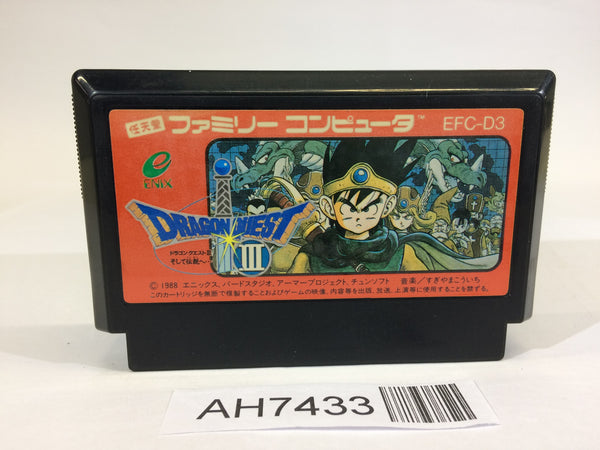 任天堂 ファミリー コンピュータ™ EFC-D3
enix
DRAGON QUEST III
ドラゴンクエストⅢ
そして伝説へ…
© 1988 エニックス, バードスタジオ, アーマープロジェクト, チュンソフト 音楽/すぎやまこういち
このカートリッジを無断で複製することおよびゲームの映像、内容等を出版、放送、上演等に使用することを禁ずる。
AH7433